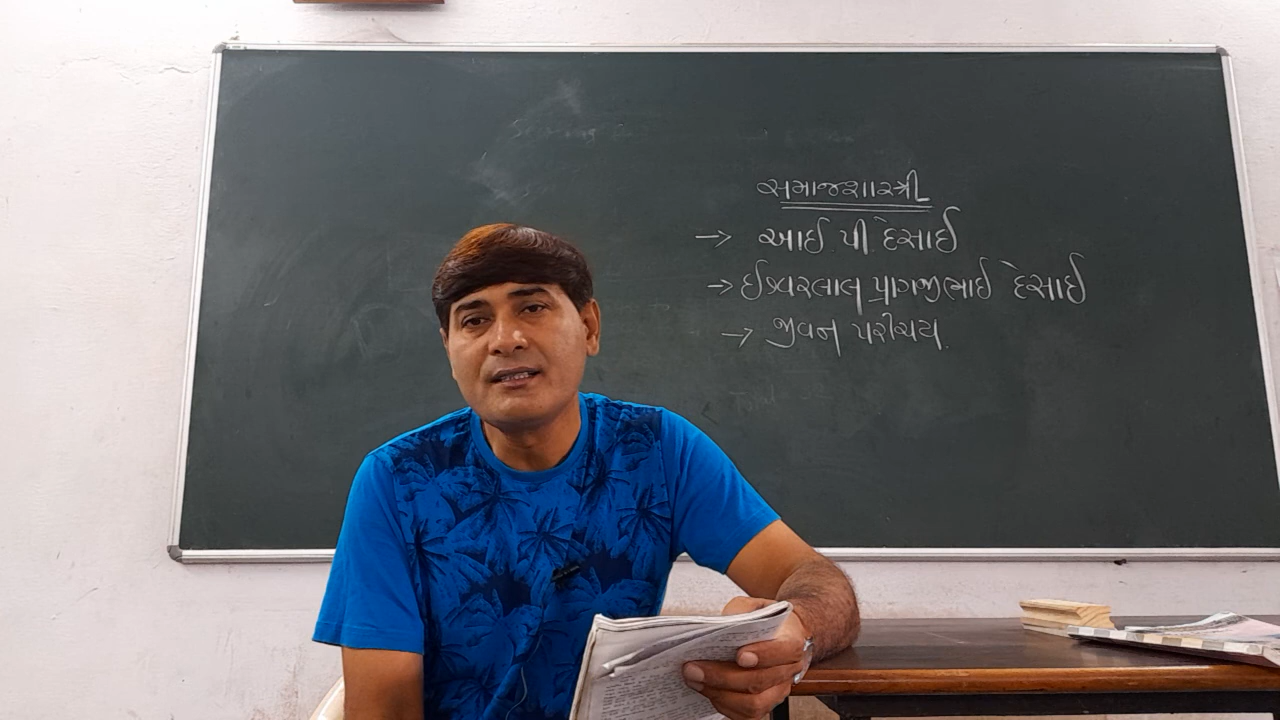 સમાજશાસ્ત્રી
→ આઈ. પી. દેસાઈ
→ ઈશ્વરલાલ પ્રાગજીભાઈ દેસાઈ
→ જીવન પરીચય.